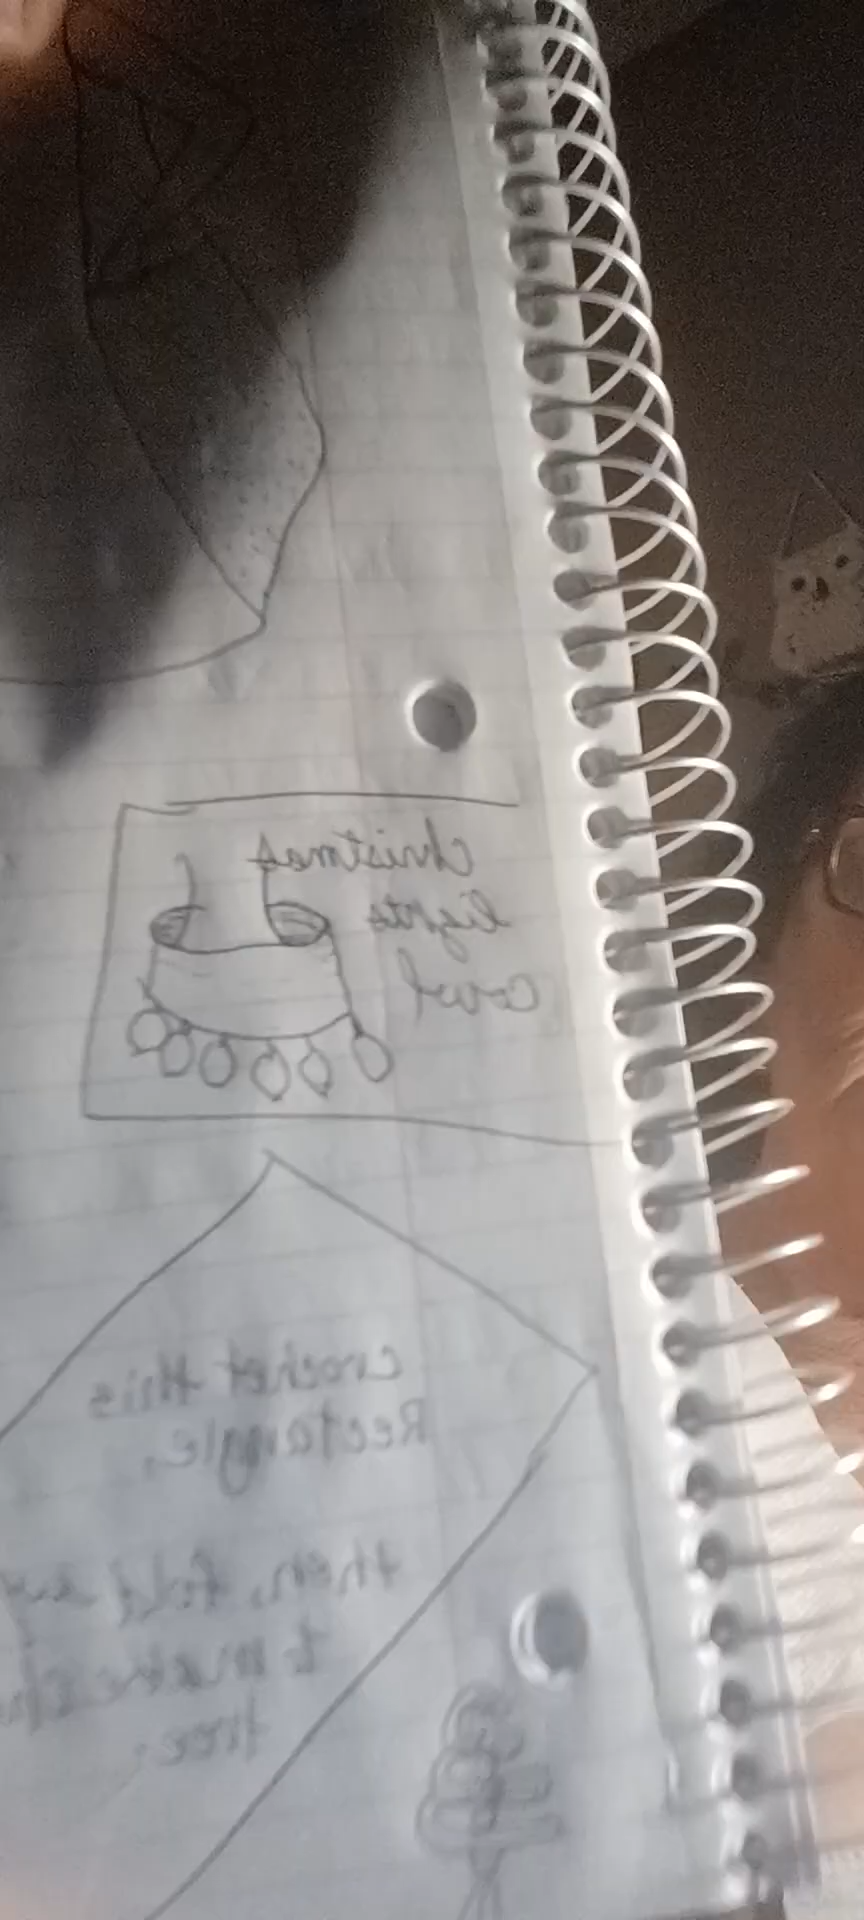 christmas
lights
cowl
crochet this
Rectangle.
then, fold
&
tree.